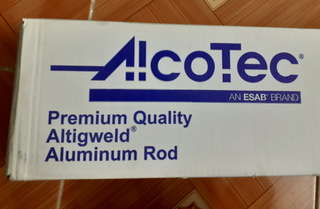 AlcoTec®
AN ESAB® BRAND
Premium Quality
Altigweld®
Aluminum Rod